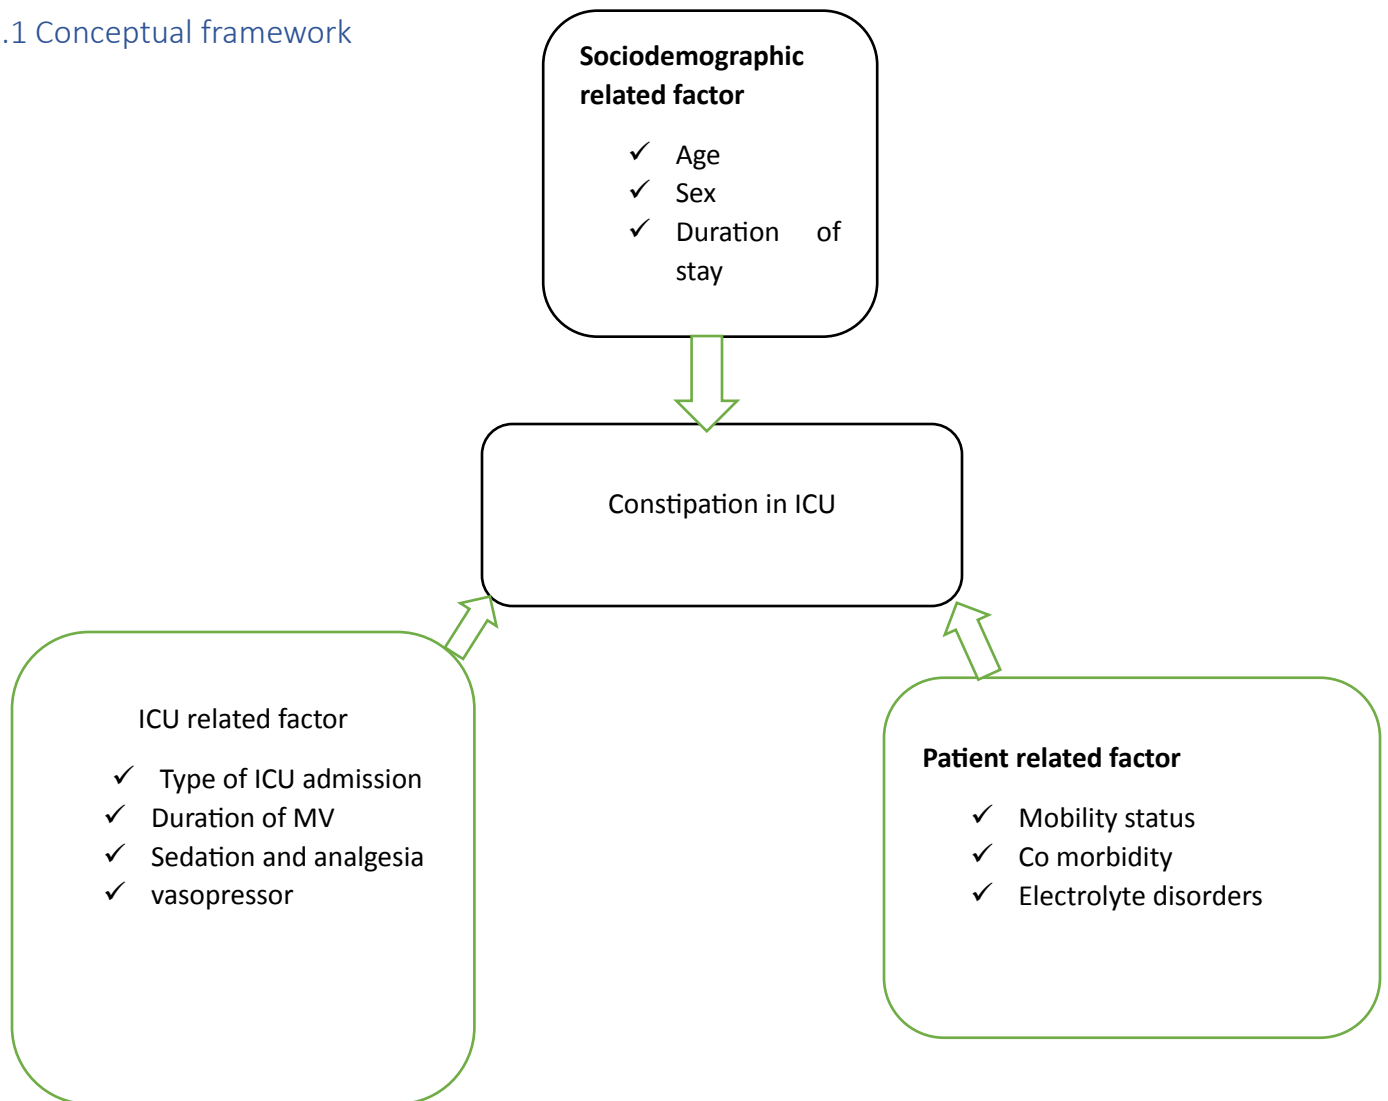 .1 Conceptual framework
Sociodemographic
related factor
✓ Age
✓ Sex
✓ Duration of
stay
Constipation in ICU
ICU related factor
✓ Type of ICU admission
✓ Duration of MV
✓ Sedation and analgesia
✓ vasopressor
Patient related factor
✓ Mobility status
✓ Co morbidity
✓ Electrolyte disorders